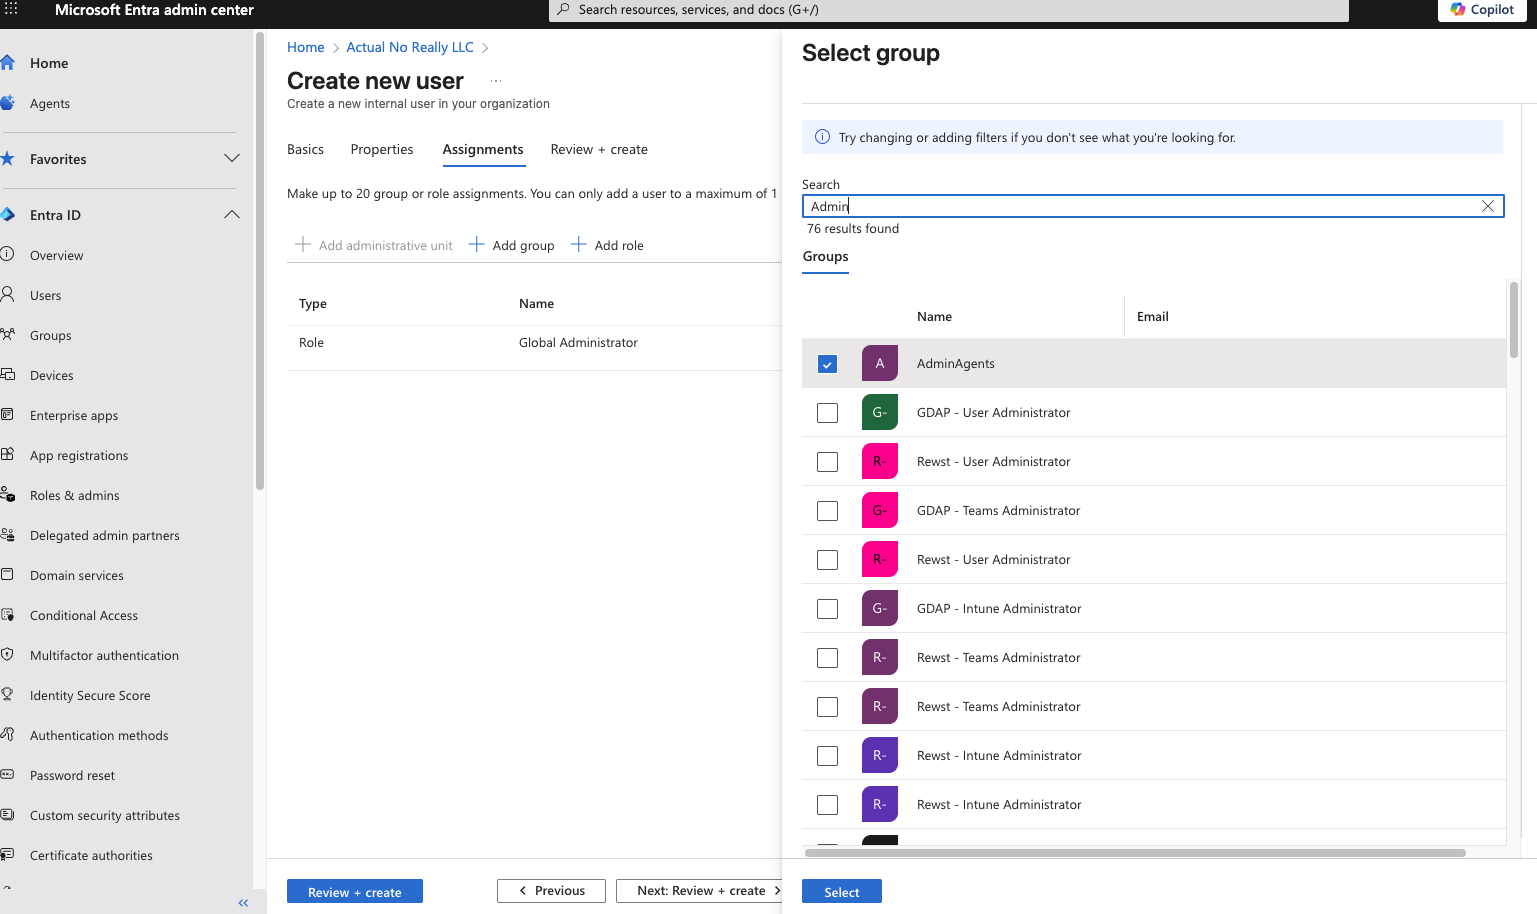 Microsoft Entra admin center
Search resources, services, and docs (G+/)
Copilot
Home
Agents
Favorites
Entra ID
Overview
Users
Groups
Devices
Enterprise apps
App registrations
Roles & admins
Delegated admin partners
Domain services
Conditional Access
Multifactor authentication
Identity Secure Score
Authentication methods
Password reset
Custom security attributes
Certificate authorities
Home > Actual No Really LLC >
Create new user ...
Create a new internal user in your organization
Basics Properties Assignments Review + create
Make up to 20 group or role assignments. You can only add a user to a maximum of 1
Add administrative unit Add group Add role
Type Name
Role Global Administrator
Review + create Previous Next: Review + create
Select group
Try changing or adding filters if you don't see what you're looking for.
Search
Admin
76 results found
Groups
Name Email
A AdminAgents
G- GDAP - User Administrator
R- Rewst - User Administrator
G- GDAP - Teams Administrator
R- Rewst - User Administrator
G- GDAP - Intune Administrator
R- Rewst - Teams Administrator
R- Rewst - Teams Administrator
R- Rewst - Intune Administrator
R- Rewst - Intune Administrator
Select